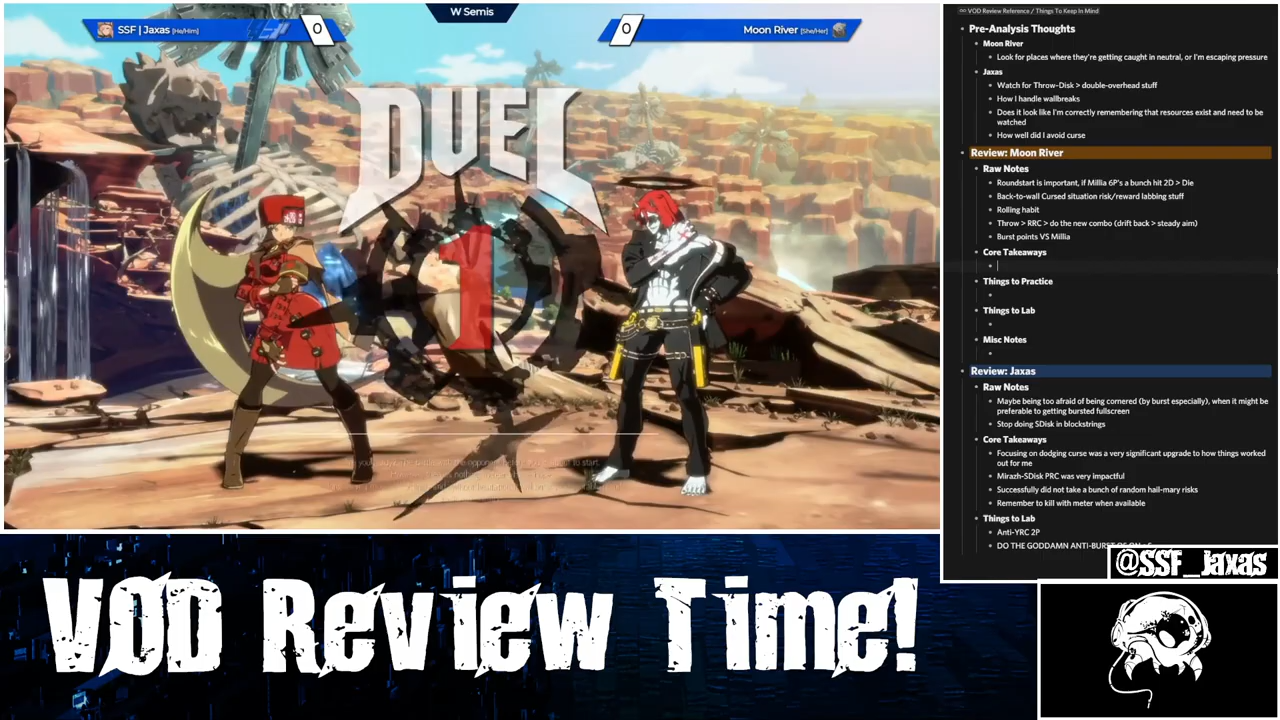 W Semis
SSF | Jaxas [He/Him]
0
0
Moon River [She/Her]
DUEL
1
VOD Review Reference / Things To Keep In Mind
Pre-Analysis Thoughts
Moon River
Look for places where they're getting caught in neutral, or I'm escaping pressure
Jaxas
Watch for Throw-Disk > double-overhead stuff
How I handle wallbreaks
Does it look like I'm correctly remembering that resources exist and need to be
watched
How well did I avoid curse
Review: Moon River
Raw Notes
Roundstart is important, if Millia 6P's a bunch hit 2D > Die
Back-to-wall Cursed situation risk/reward labbing stuff
Rolling habit
Throw > RRC > do the new combo (drift back > steady aim)
Burst points VS Millia
Core Takeaways
Things to Practice
Things to Lab
Misc Notes
Review: Jaxas
Raw Notes
Maybe being too afraid of being cornered (by burst especially), when it might be
preferable to getting bursted fullscreen
Stop doing SDisk in blockstrings
Core Takeaways
Focusing on dodging curse was a very significant upgrade to how things worked
out for me
Mirazh-SDisk PRC was very impactful
Successfully did not take a bunch of random hail-mary risks
Remember to kill with meter when available
Things to Lab
Anti-YRC 2P
DO THE GODDAMN ANTI-BURST
@SSF_Jaxas
VOD Review Time!